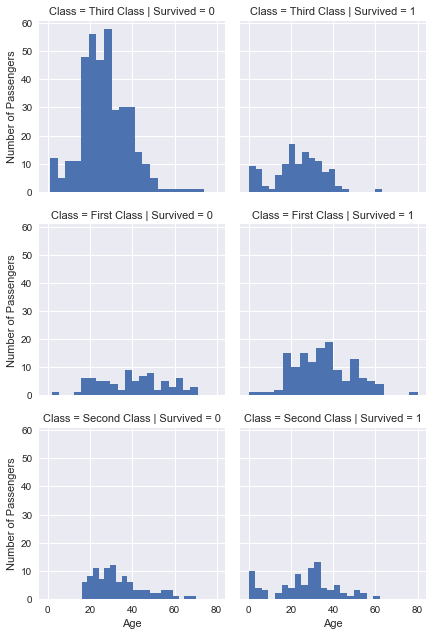 Class = Third Class | Survived = 0
Class = Third Class | Survived = 1
60
50
40
30
20
10
0
Number of Passengers
Class = First Class | Survived = 0
Class = First Class | Survived = 1
60
50
40
30
20
10
0
Number of Passengers
Class = Second Class | Survived = 0
Class = Second Class | Survived = 1
60
50
40
30
20
10
0
Number of Passengers
0 20 40 60 80
0 20 40 60 80
Age
Age